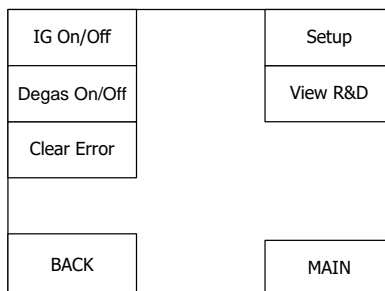 IG On/Off
Setup
Degas On/Off
View R&D
Clear Error
BACK
MAIN